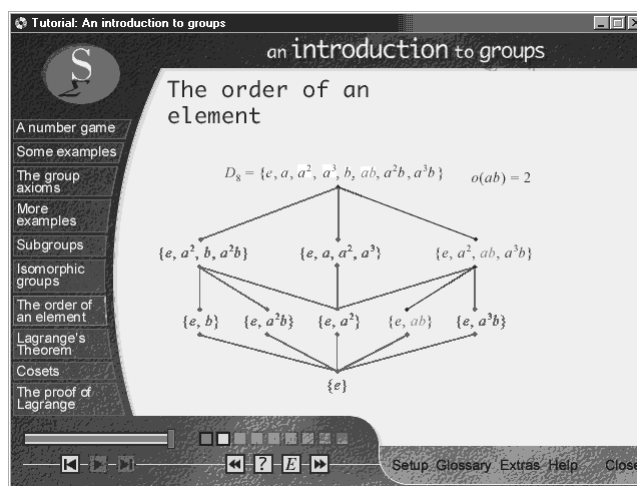 Tutorial: An introduction to groups
an introduction to groups
S
The order of an
element
A number game
Some examples
The group
axioms
More
examples
Subgroups
Isomorphic
groups
The order of
an element
Lagrange's
Theorem
Cosets
The proof of
Lagrange
D₈ = {e, a, a², a³, b, ab, a²b, a³b} o(ab) = 2
{e, a², b, a²b} {e, a, a², a³} {e, a², ab, a³b}
{e, b} {e, a²b} {e, a²} {e, ab} {e, a³b}
{e}
? E
Setup Glossary Extras Help Close